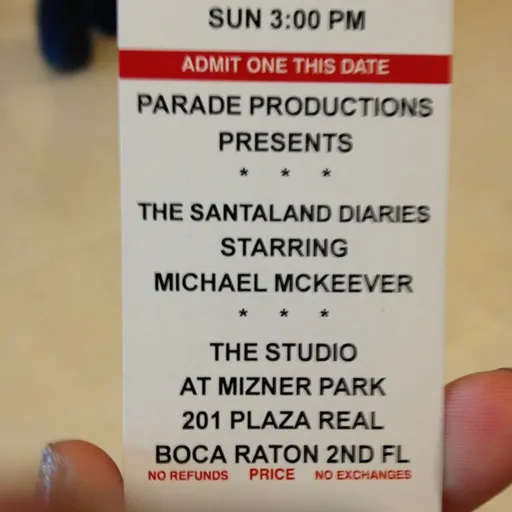 SUN 3:00 PM
ADMIT ONE THIS DATE
PARADE PRODUCTIONS
PRESENTS
* * *
THE SANTALAND DIARIES
STARRING
MICHAEL MCKEEVER
* * *
THE STUDIO
AT MIZNER PARK
201 PLAZA REAL
BOCA RATON 2ND FL
NO REFUNDS PRICE NO EXCHANGES